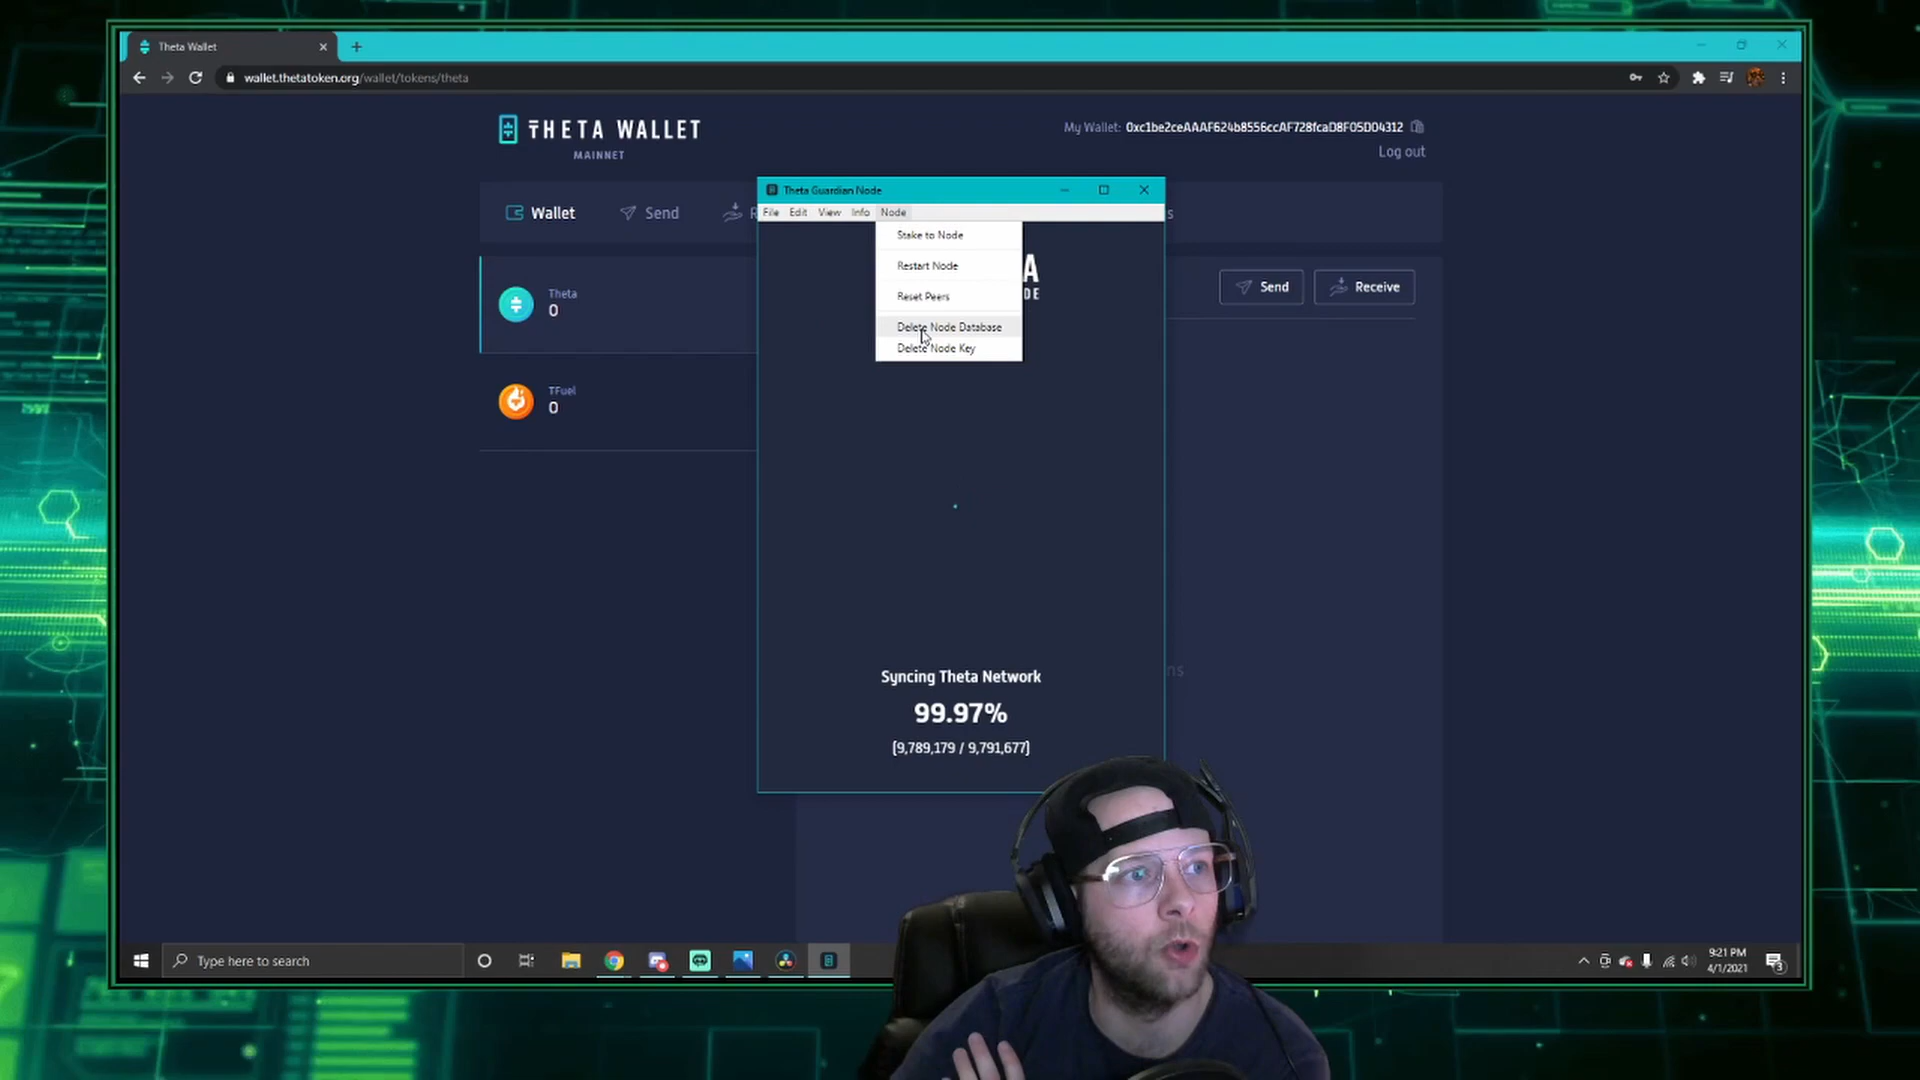 Theta Wallet
wallet.thetatoken.org/wallet/tokens/theta
THETA WALLET
MAINNET
My Wallet: 0xc1be2ceAAAF624b8556ccAF728fcaD8F05D04312
Log out
Wallet
Send
R
s
Theta
0
TFuel
0
Send
Receive
Theta Guardian Node
File Edit View Info Node
Stake to Node
Restart Node
Reset Peers
Delete Node Database
Delete Node Key
A
DE
ns
Syncing Theta Network
99.97%
[9,789,179 / 9,791,677]
Type here to search
9:21 PM
4/1/2021
3